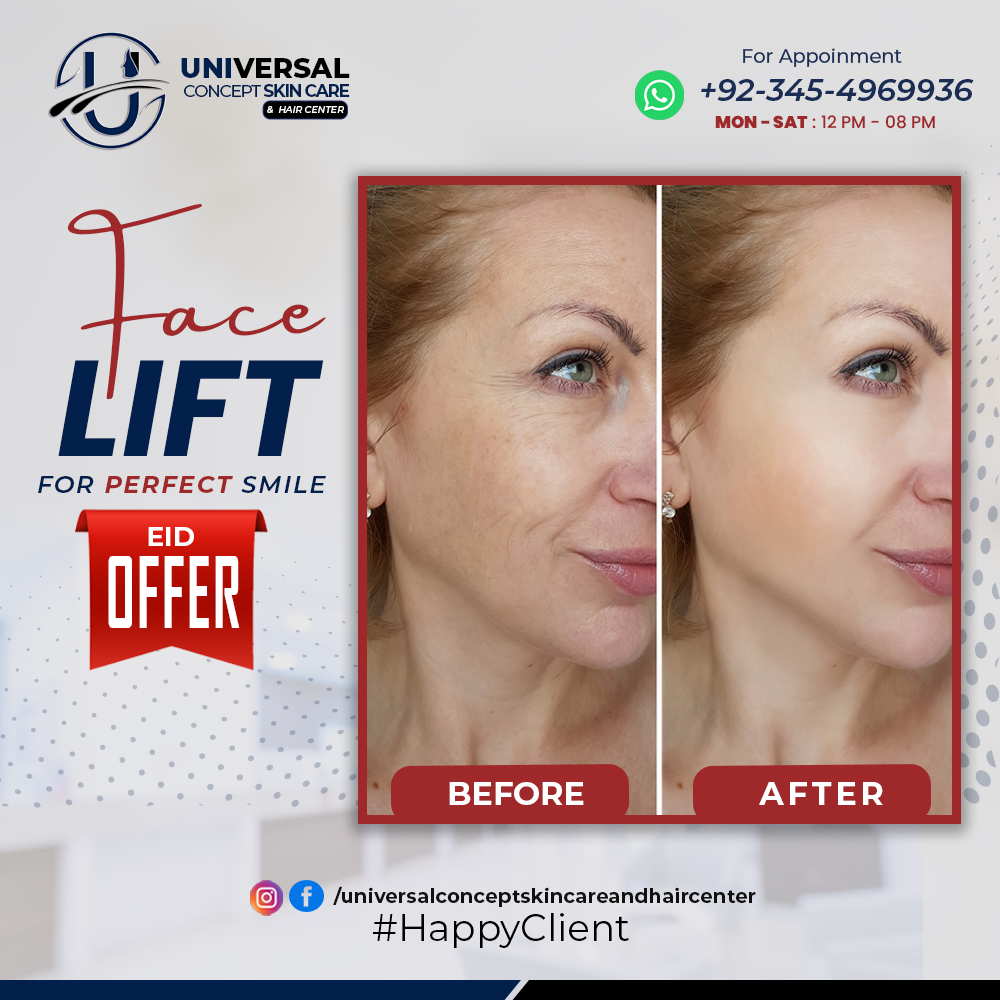 UNIVERSAL
CONCEPT SKIN CARE
& HAIR CENTER
For Appoinment
+92-345-4969936
MON - SAT : 12 PM - 08 PM
Face
LIFT
FOR PERFECT SMILE
EID
OFFER
BEFORE
AFTER
/universalconceptskincareandhaircenter
#HappyClient